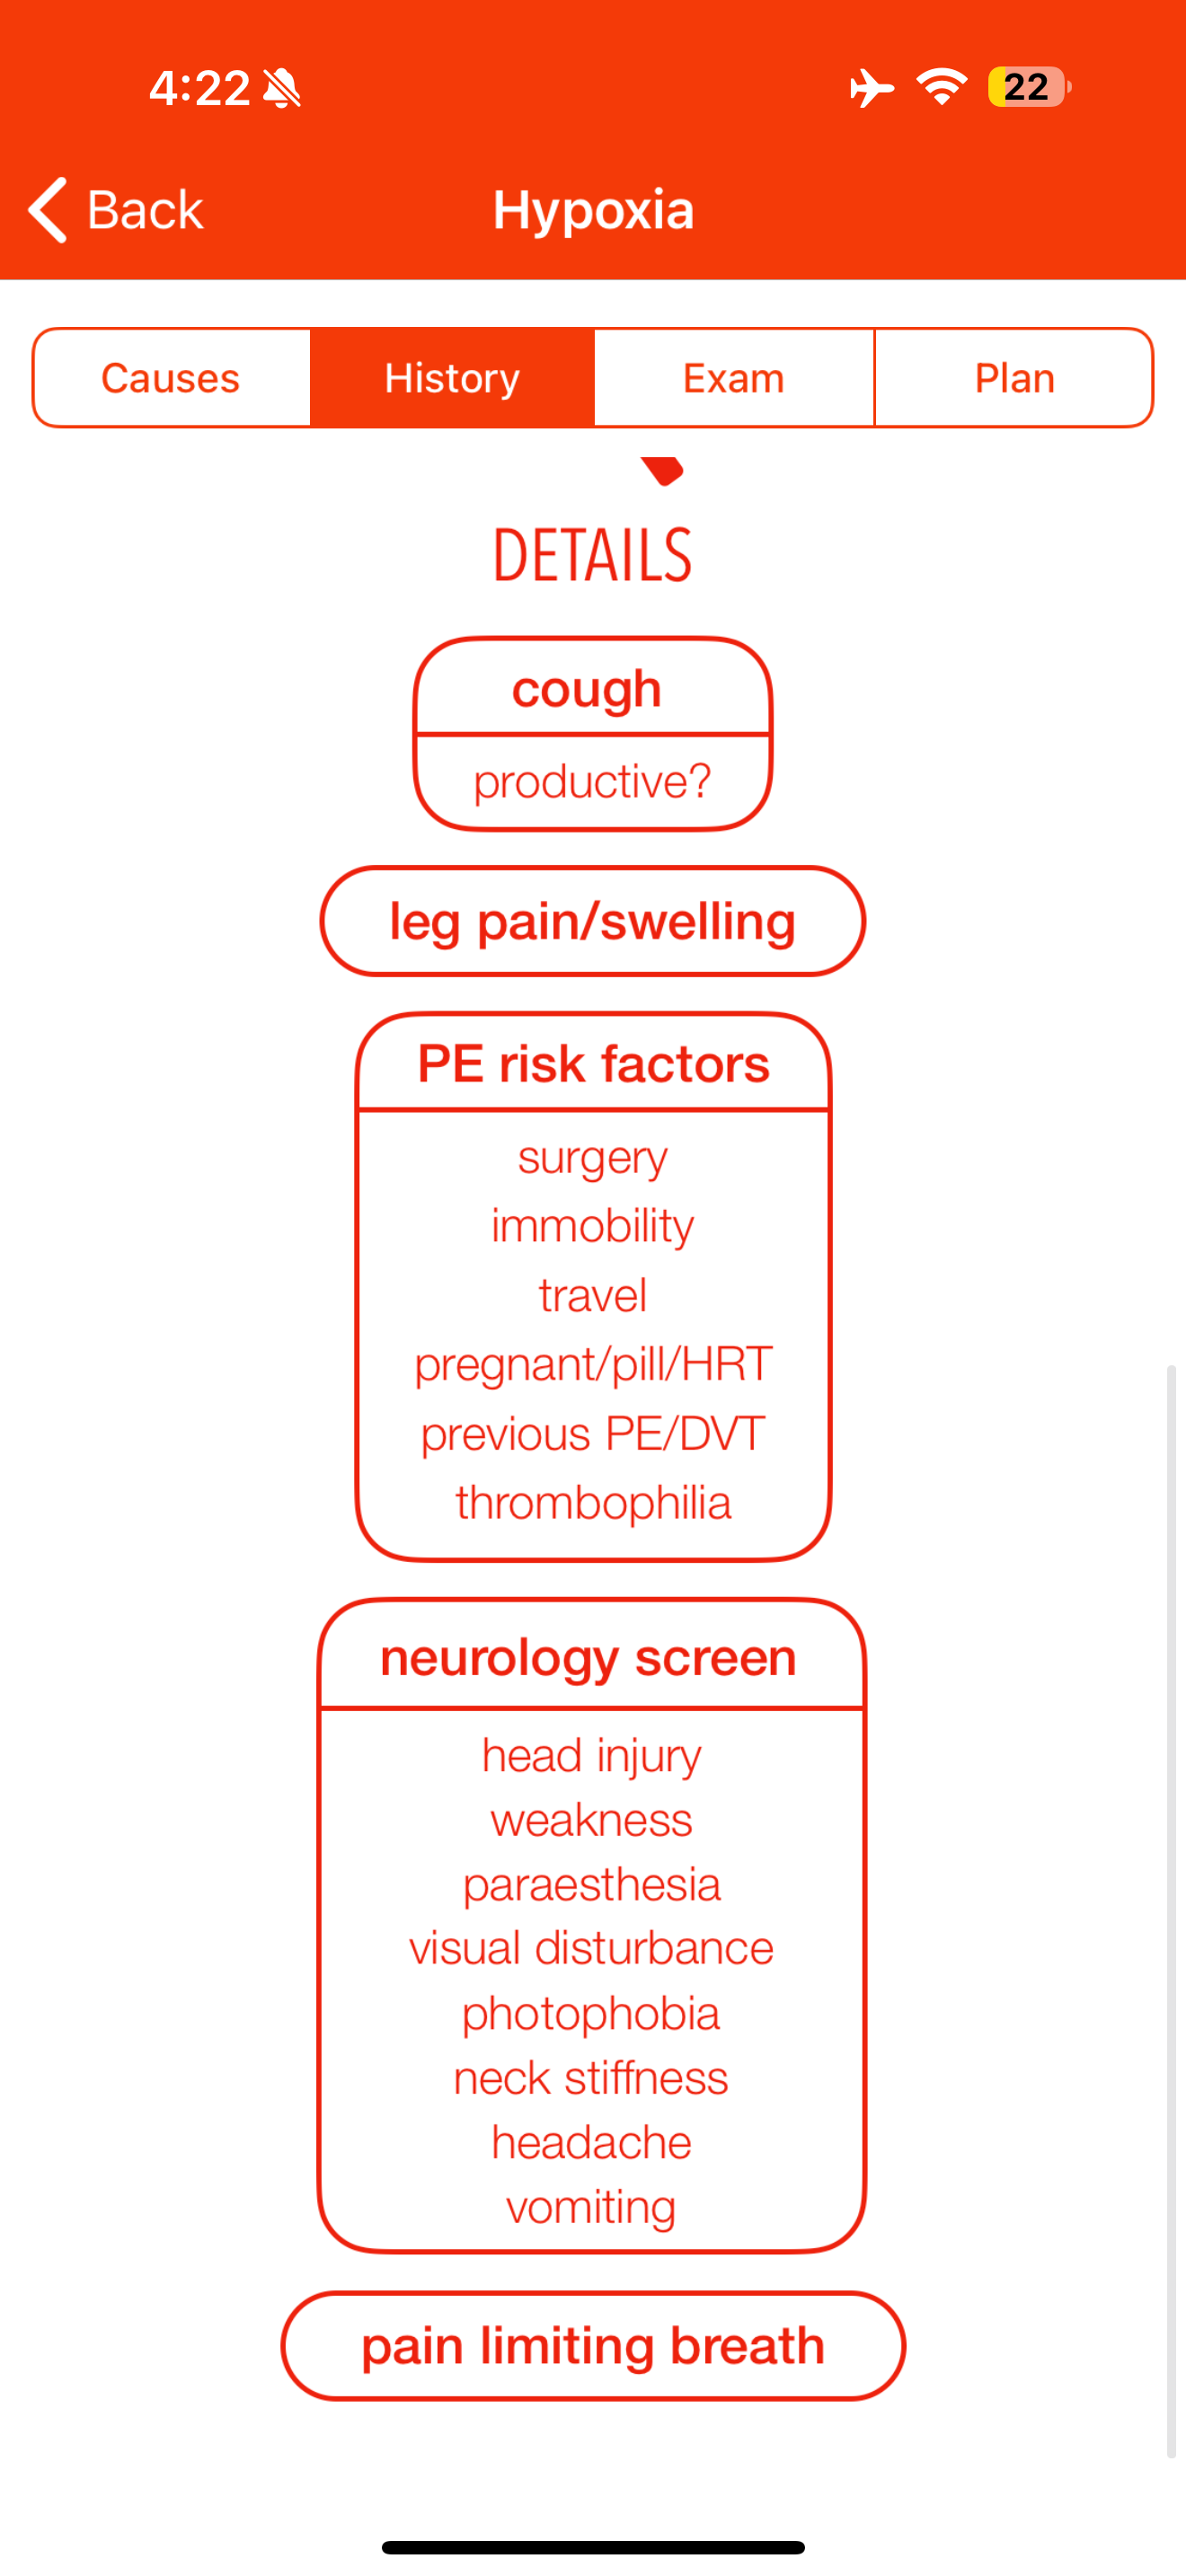 4:22
22
Back
Hypoxia
Causes
History
Exam
Plan
DETAILS
cough
productive?
leg pain/swelling
PE risk factors
surgery
immobility
travel
pregnant/pill/HRT
previous PE/DVT
thrombophilia
neurology screen
head injury
weakness
paraesthesia
visual disturbance
photophobia
neck stiffness
headache
vomiting
pain limiting breath